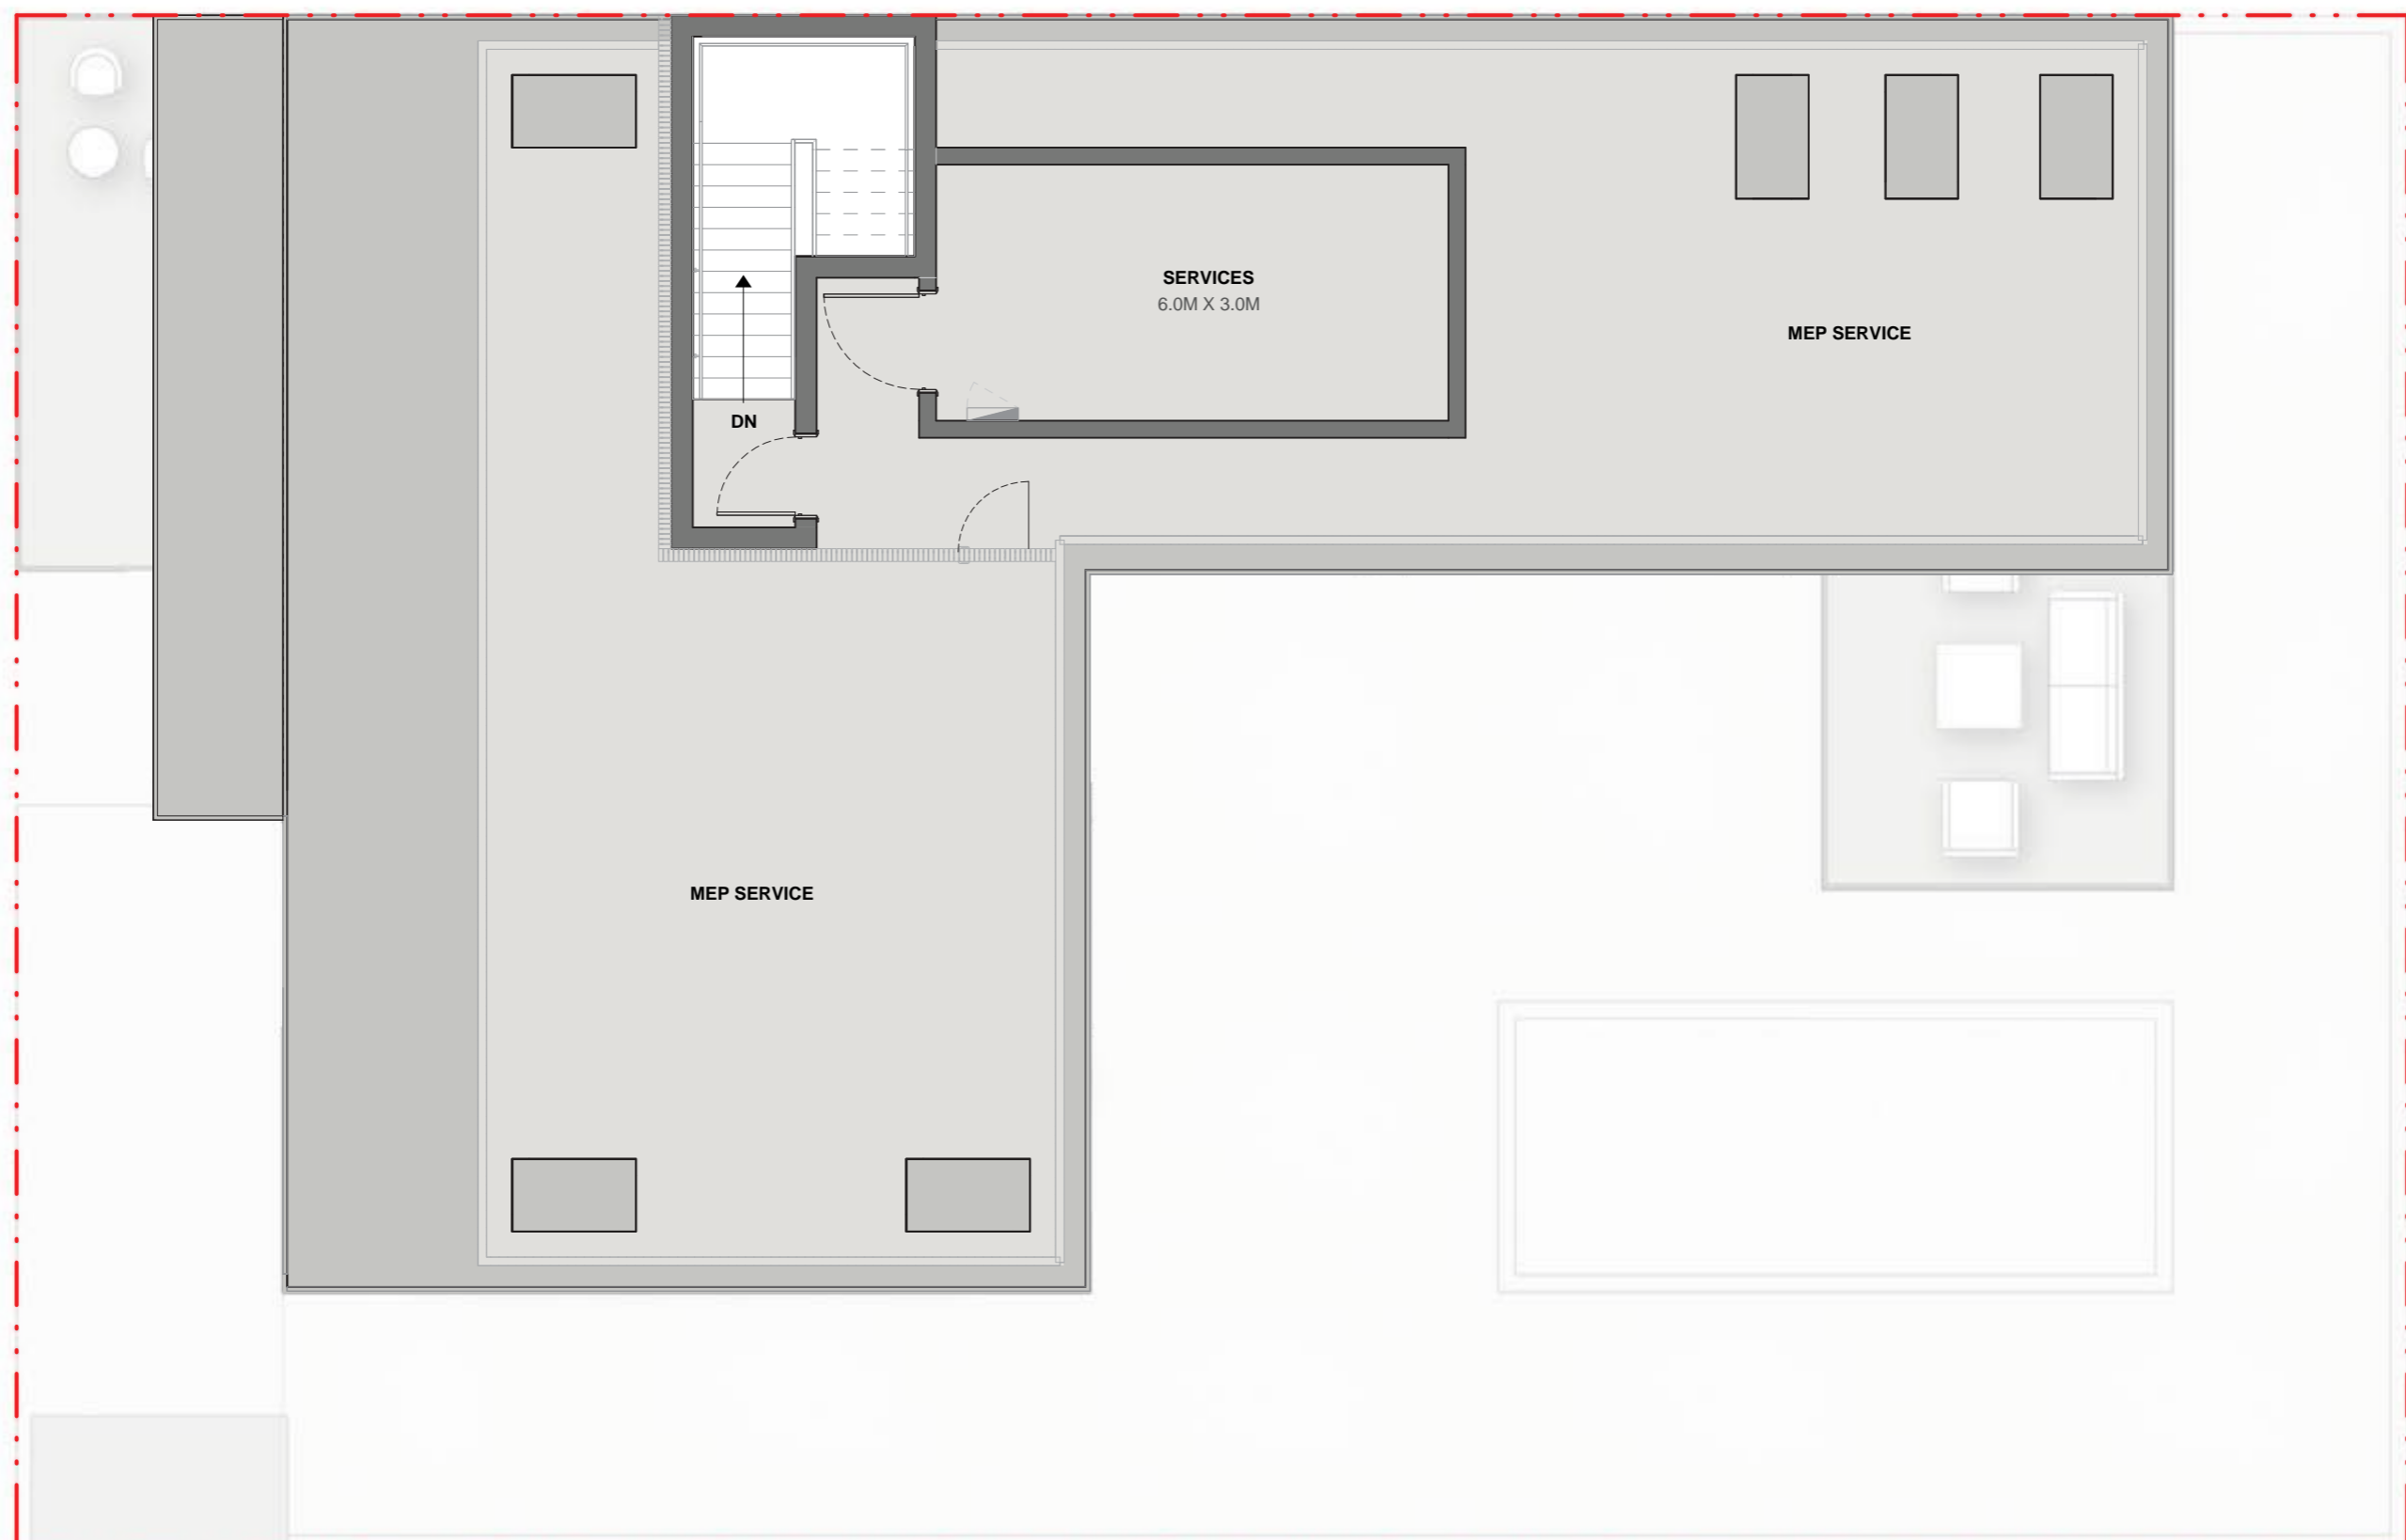 SERVICES
6.0M X 3.0M
MEP SERVICE
DN
MEP SERVICE